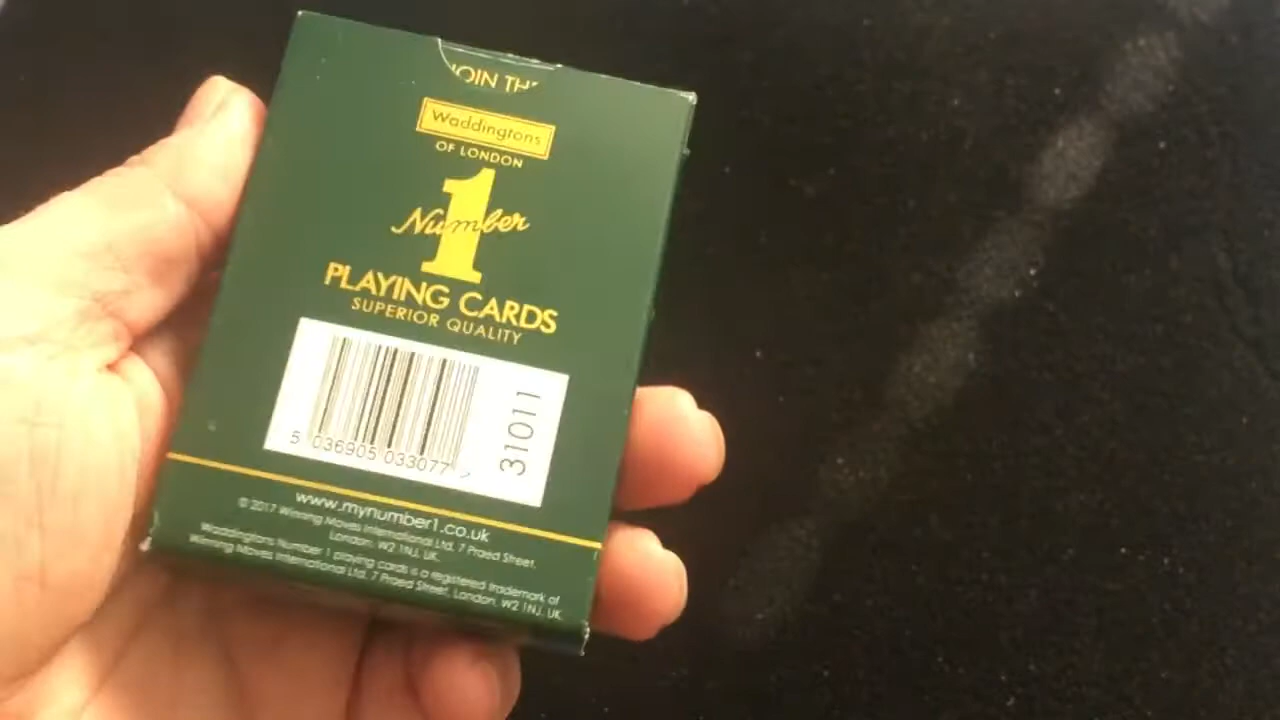 JOIN THE
Waddingtons
OF LONDON
Number
1
PLAYING CARDS
SUPERIOR QUALITY
5 036905 033077 >
31011
www.mynumber1.co.uk
© 2017 Winning Moves International Ltd. 7 Praed Street,
London, W2 1NJ, UK.
Waddingtons Number 1 playing cards is a registered trademark of
Winning Moves International Ltd. 7 Praed Street, London, W2 1NJ, UK.